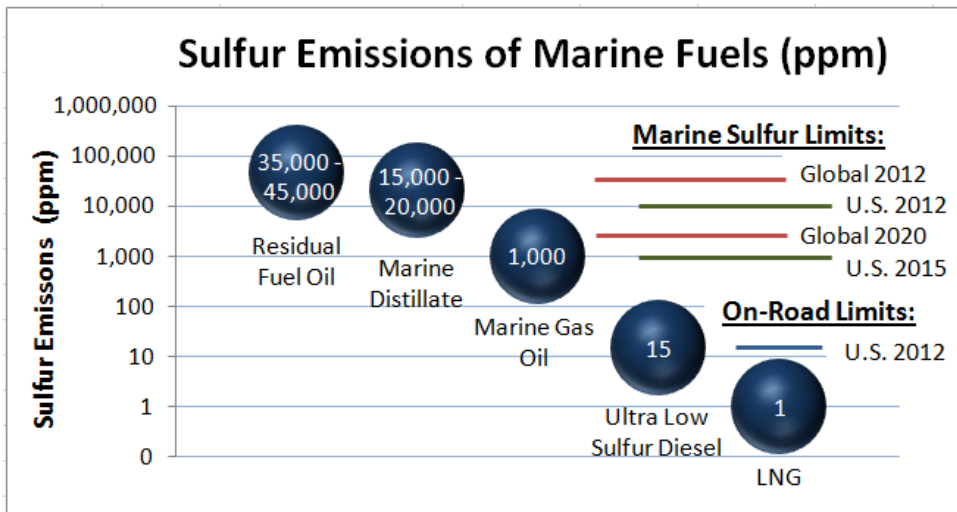 Sulfur Emissions of Marine Fuels (ppm)
Sulfur Emissons (ppm)
1,000,000
100,000
10,000
1,000
100
10
1
0
35,000 -
45,000
Residual
Fuel Oil
15,000 -
20,000
Marine
Distillate
1,000
Marine Gas
Oil
15
Ultra Low
Sulfur Diesel
1
LNG
Marine Sulfur Limits:
Global 2012
U.S. 2012
Global 2020
U.S. 2015
On-Road Limits:
U.S. 2012